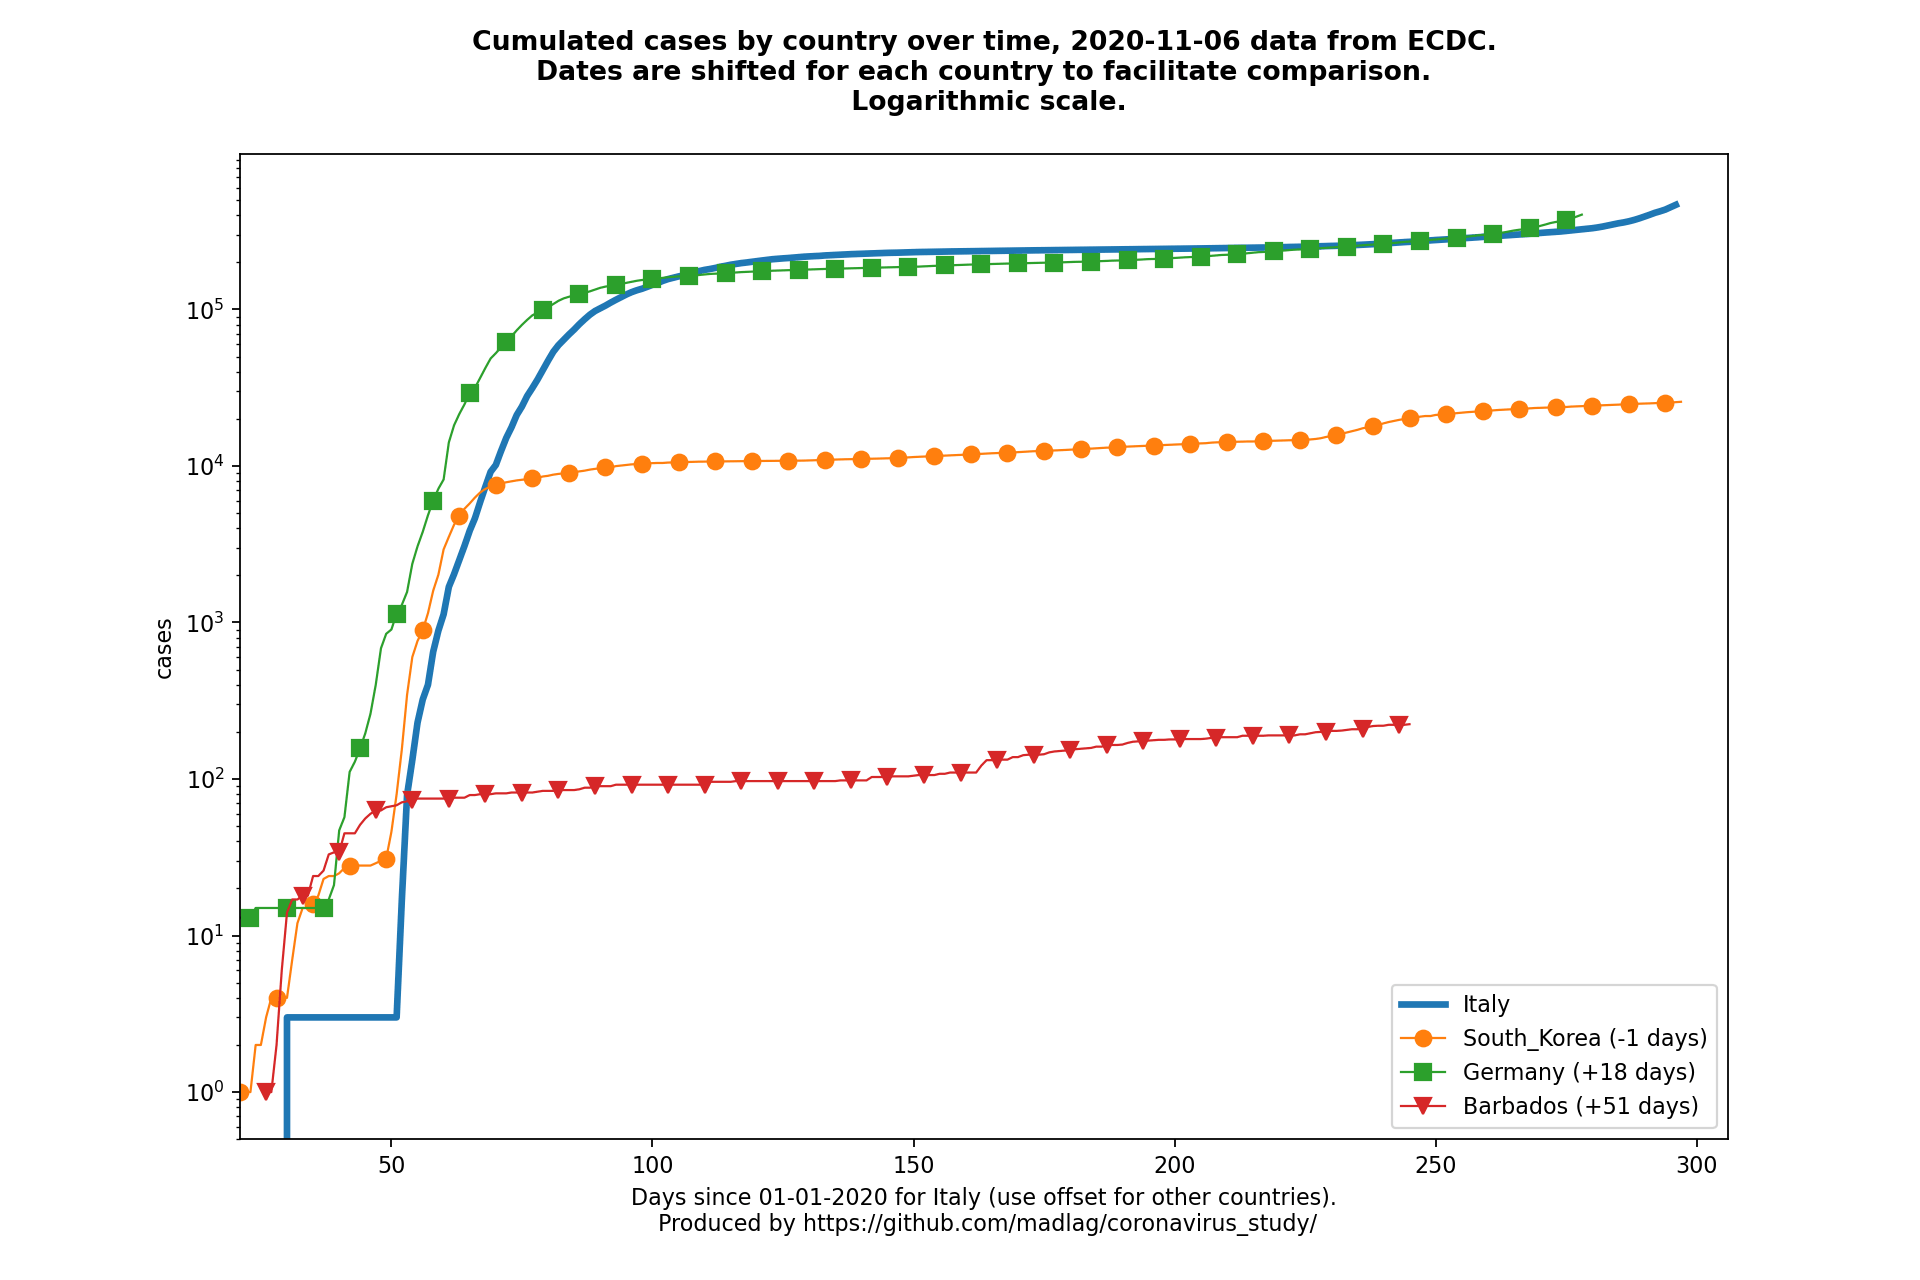 Cumulated cases by country over time, 2020-11-06 data from ECDC.
Dates are shifted for each country to facilitate comparison.
Logarithmic scale.
10^5
10^4
10^3
10^2
10^1
10^0
cases
Italy
South_Korea (-1 days)
Germany (+18 days)
Barbados (+51 days)
50 100 150 200 250 300
Days since 01-01-2020 for Italy (use offset for other countries).
Produced by https://github.com/madlag/coronavirus_study/